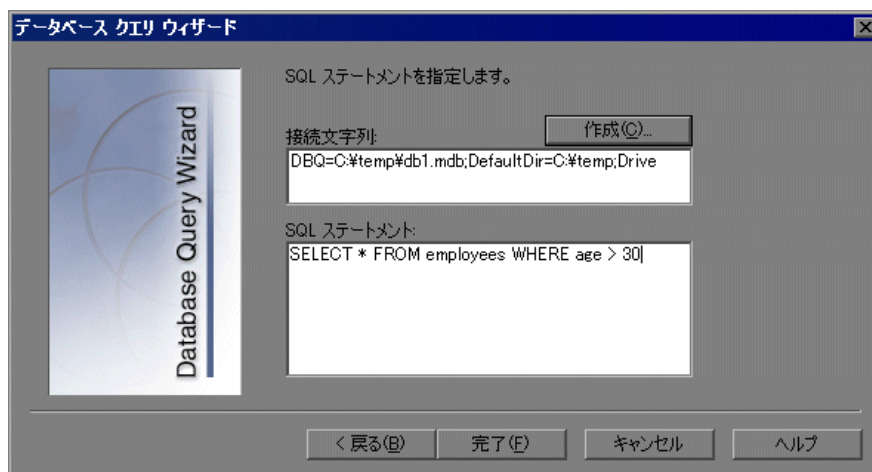 データベース クエリ ウィザード
Database Query Wizard
SQL ステートメントを指定します。
接続文字列:
作成(C)...
DBQ=C:¥temp¥db1.mdb;DefaultDir=C:¥temp;Drive
SQL ステートメント:
SELECT * FROM employees WHERE age > 30
< 戻る(B)
完了(F)
キャンセル
ヘルプ